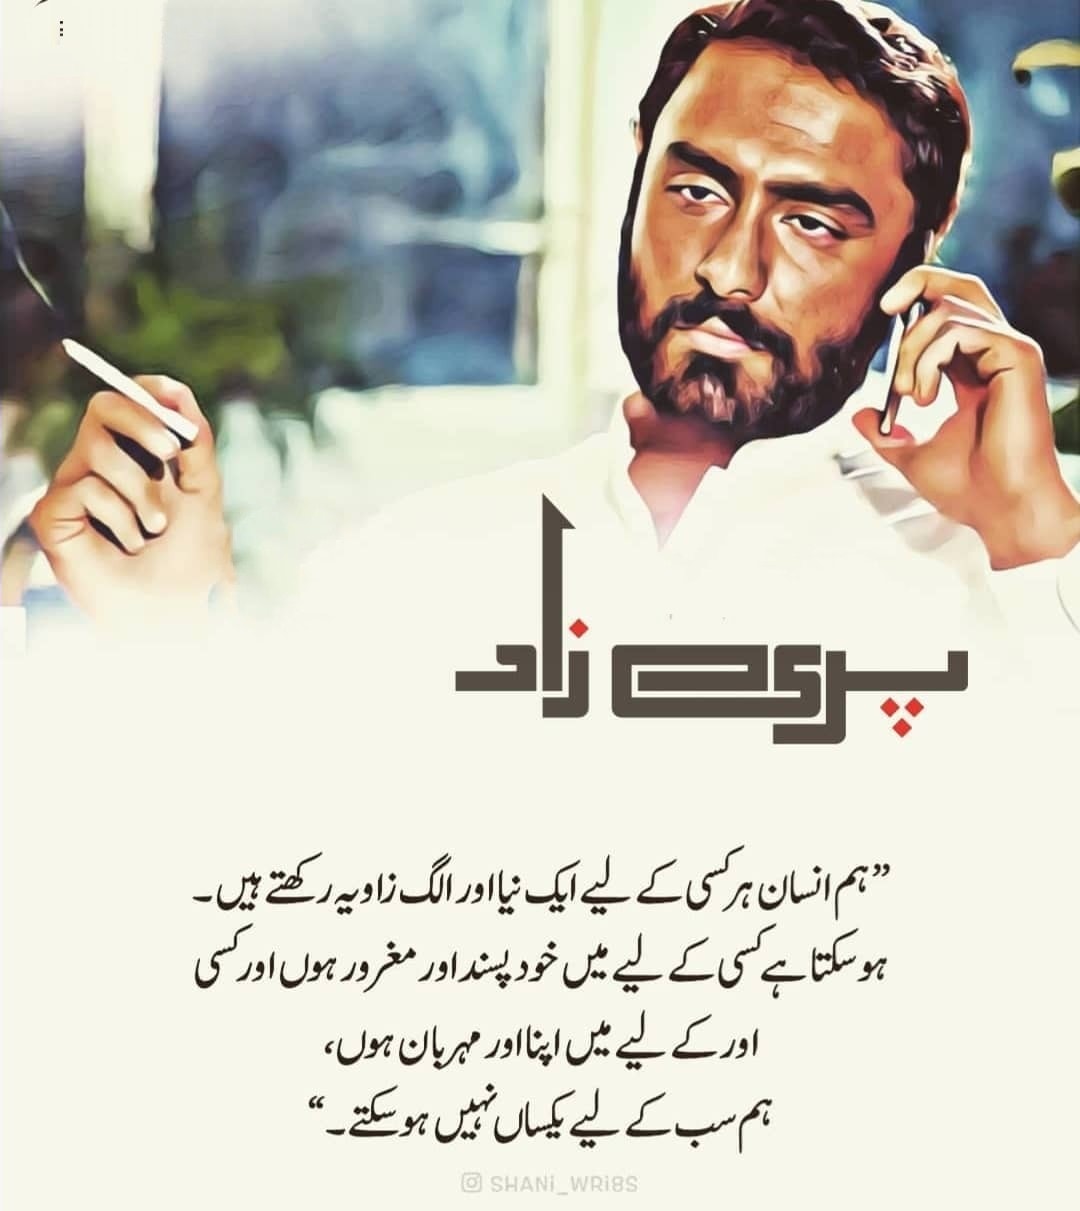 پری زاد
”ہم انسان ہر کسی کے لیے ایک نیا اور الگ زاویہ رکھتے ہیں۔
ہو سکتا ہے کسی کے لیے میں خود پسند اور مغرور ہوں اور کسی
اور کے لیے میں اپنا اور مہربان ہوں،
ہم سب کے لیے یکساں نہیں ہو سکتے۔“
SHANi_WRi8S